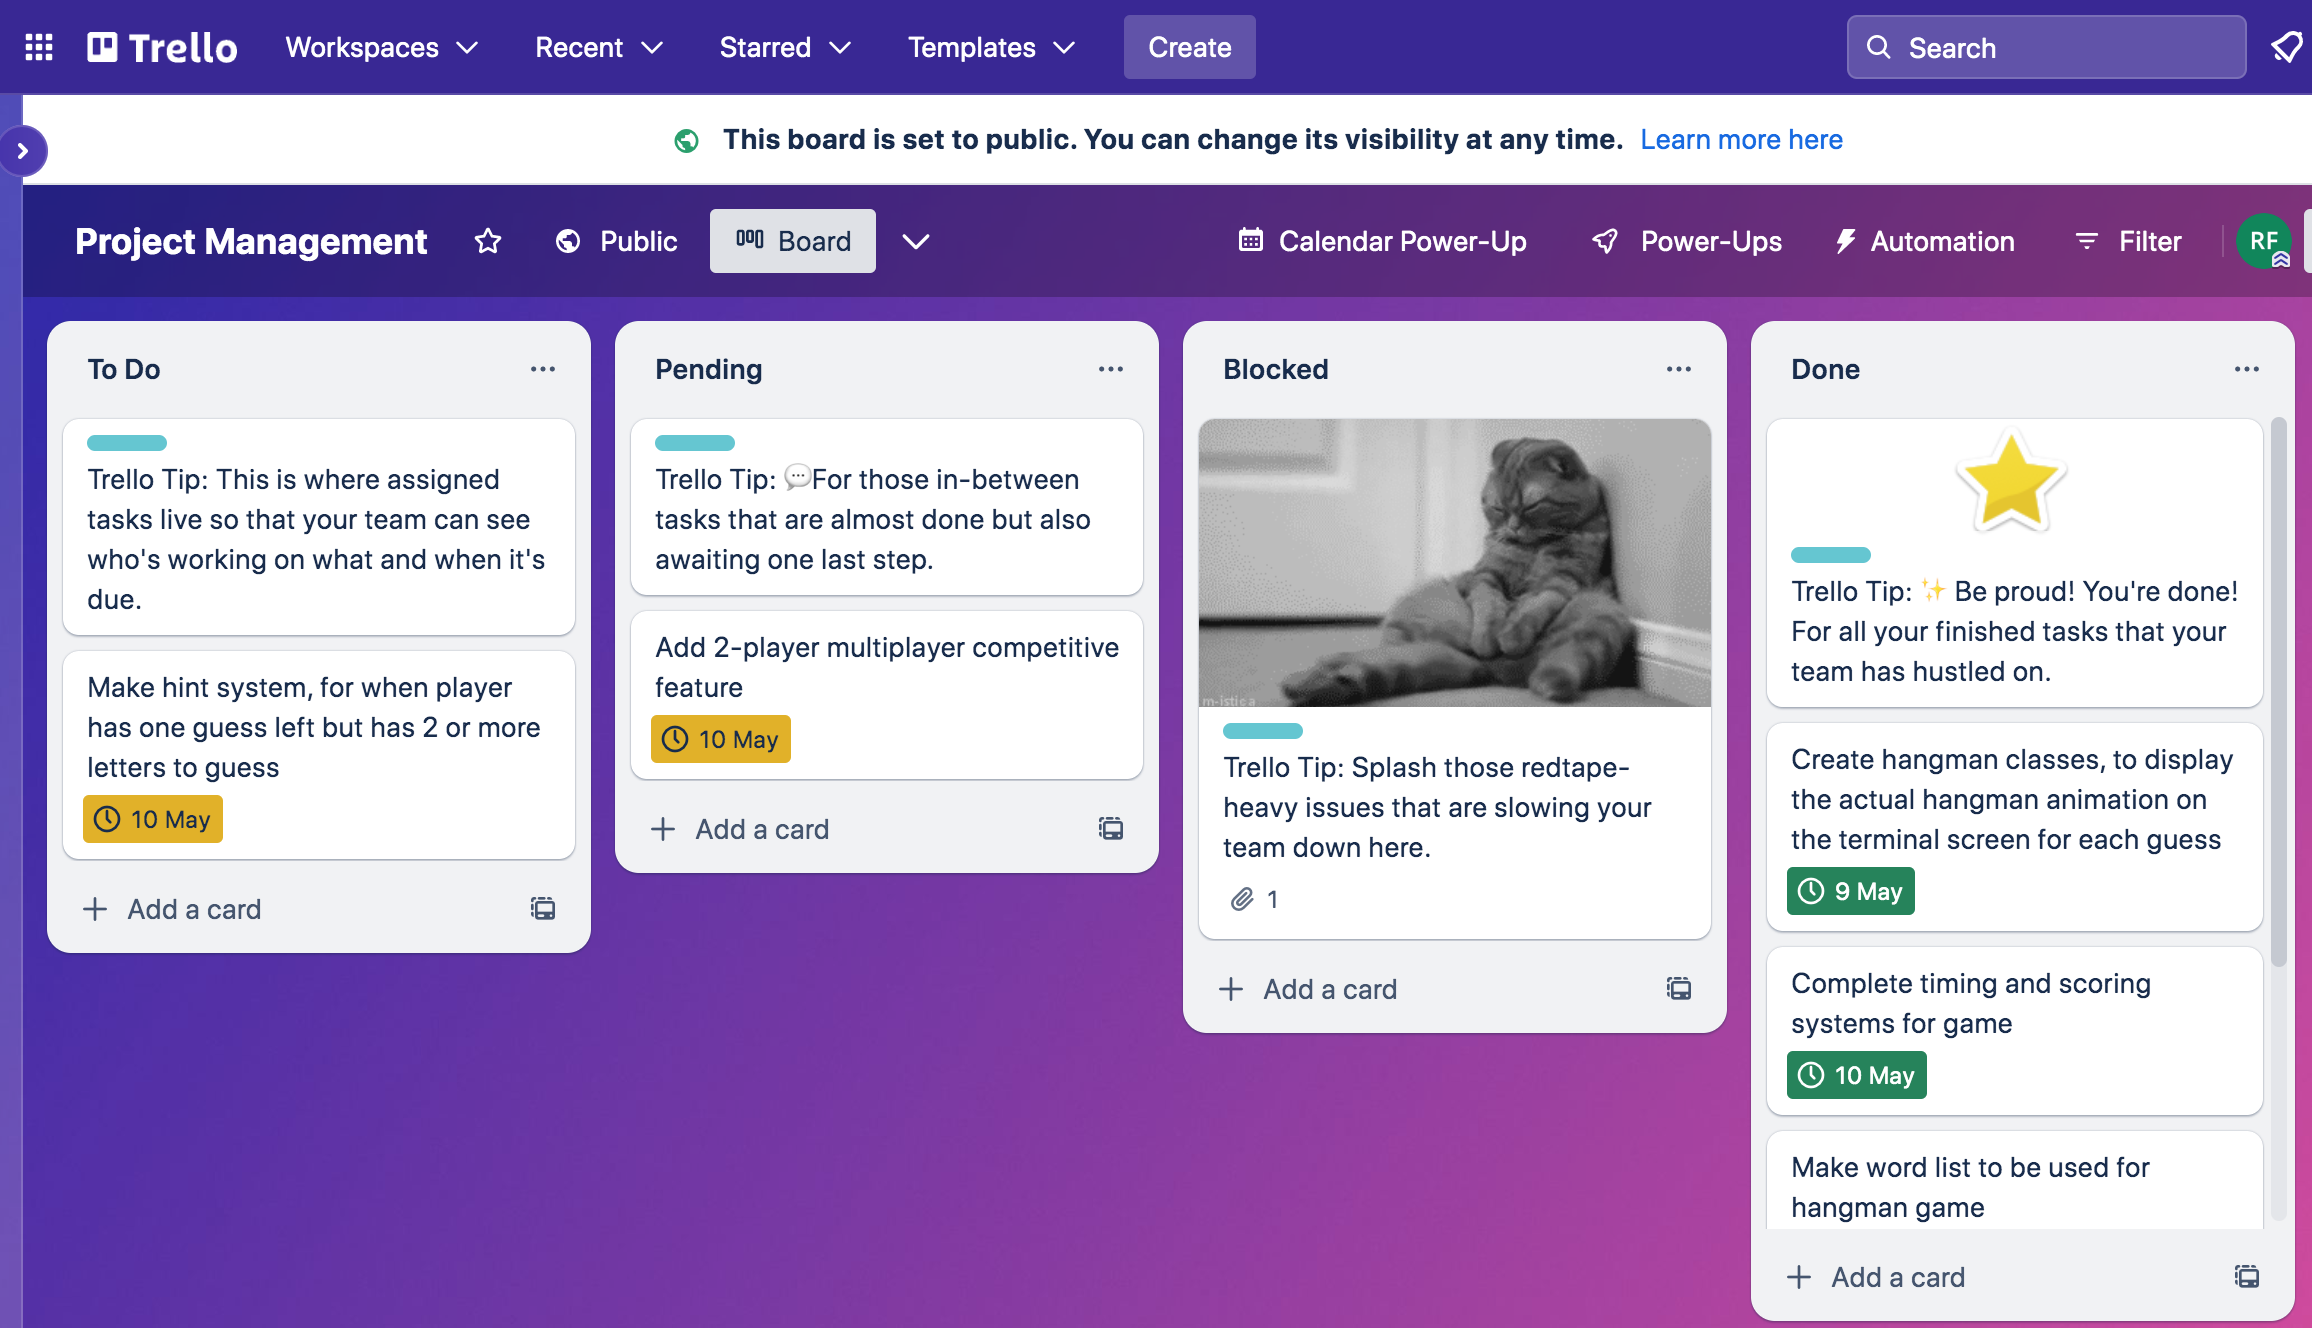 Trello
Workspaces
Recent
Starred
Templates
Create
Search
This board is set to public. You can change its visibility at any time. Learn more here
Project Management
Public
Board
Calendar Power-Up
Power-Ups
Automation
Filter
RF
To Do
Trello Tip: This is where assigned
tasks live so that your team can see
who's working on what and when it's
due.
Make hint system, for when player
has one guess left but has 2 or more
letters to guess
10 May
Add a card
Pending
Trello Tip: 💬For those in-between
tasks that are almost done but also
awaiting one last step.
Add 2-player multiplayer competitive
feature
10 May
Add a card
Blocked
m-istica
Trello Tip: Splash those redtape-
heavy issues that are slowing your
team down here.
1
Add a card
Done
Trello Tip: ✨ Be proud! You're done!
For all your finished tasks that your
team has hustled on.
Create hangman classes, to display
the actual hangman animation on
the terminal screen for each guess
9 May
Complete timing and scoring
systems for game
10 May
Make word list to be used for
hangman game
Add a card